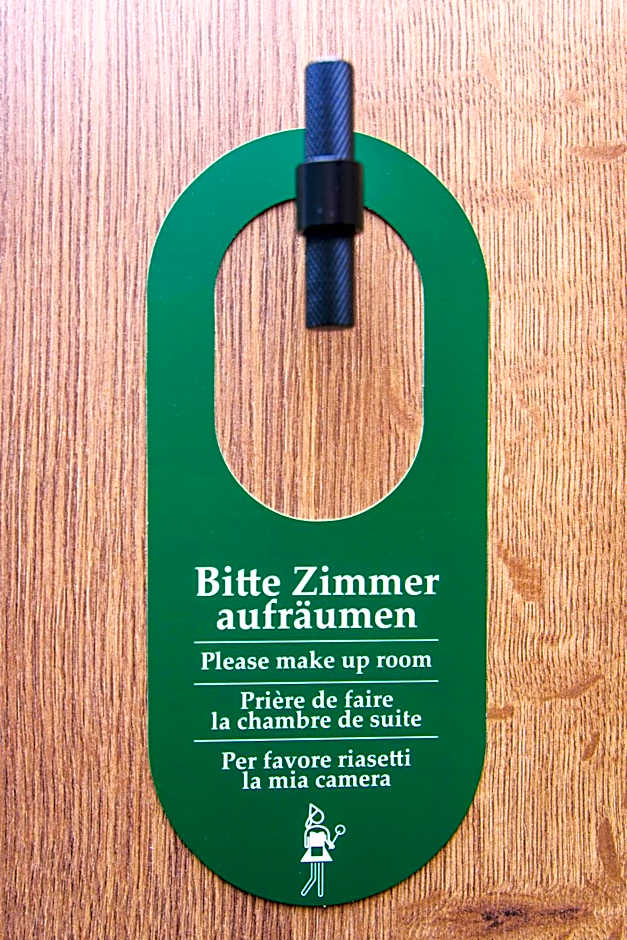 Bitte Zimmer
aufräumen
Please make up room
Prière de faire
la chambre de suite
Per favore riasetti
la mia camera